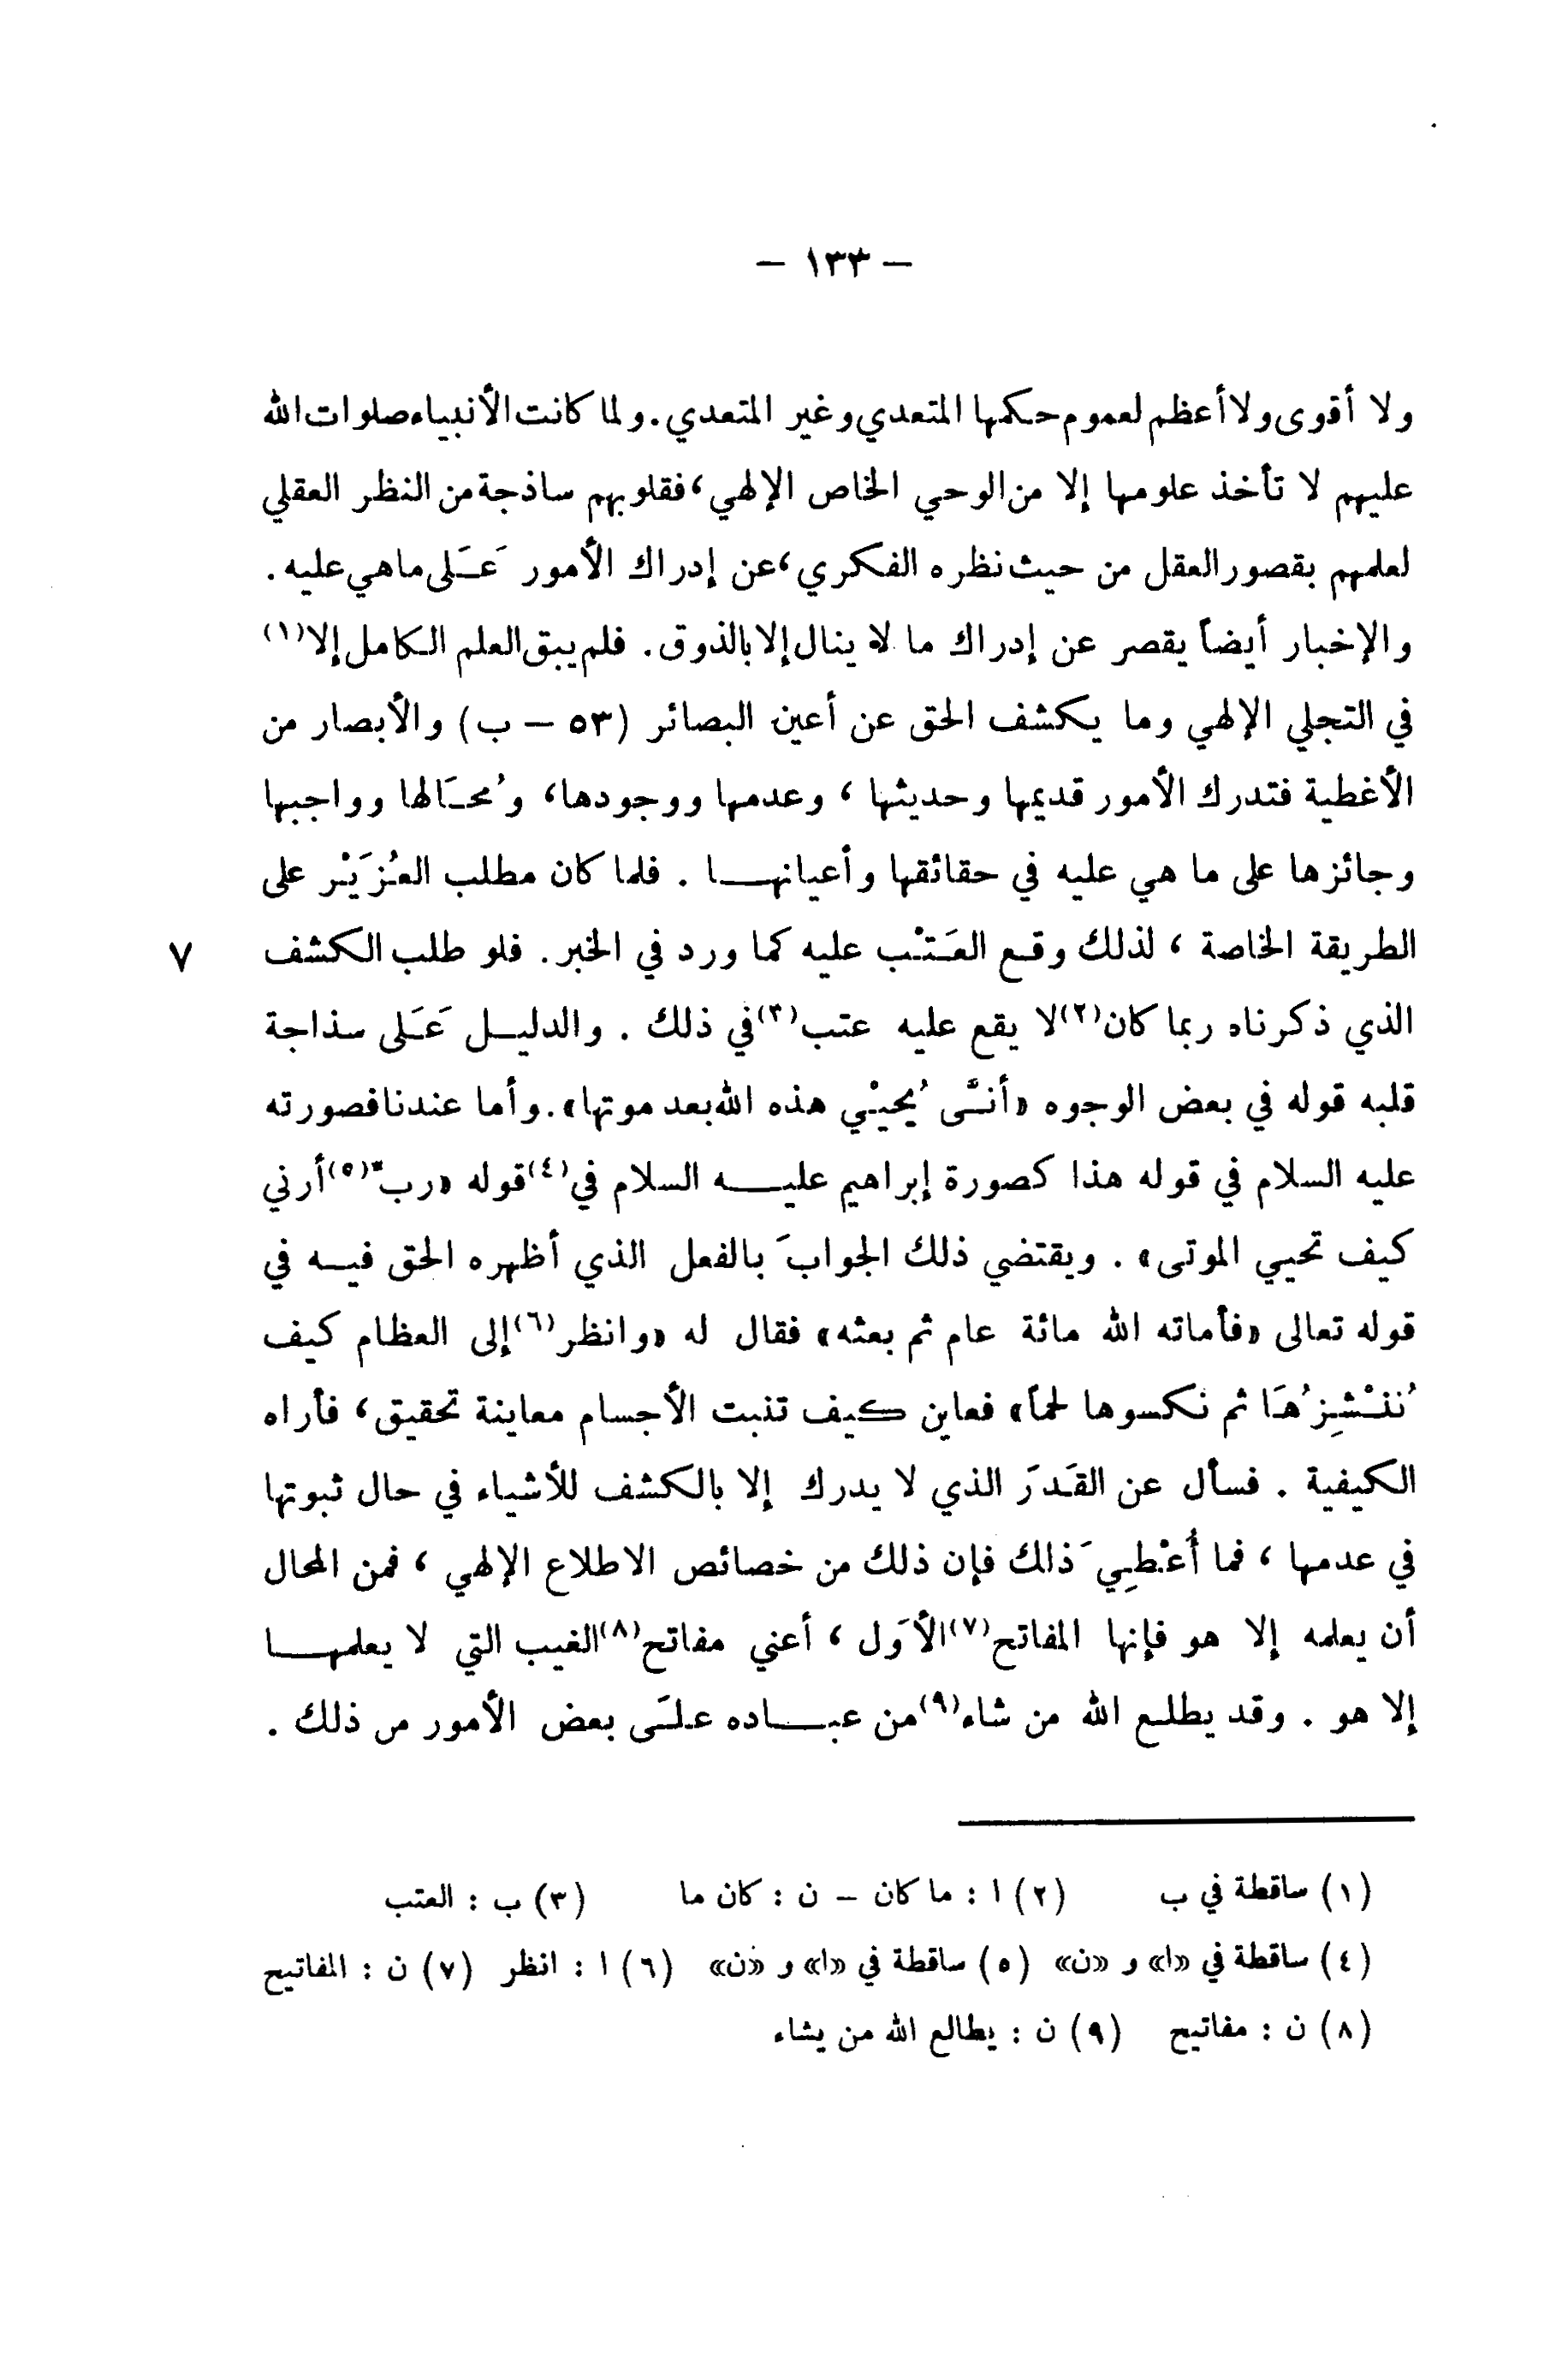 — ١٣٣ —
ولا أقوى ولا أعظم لعموم حكمها المتعدي وغير المتعدي. ولما كانت الأنبياء صلوات الله
عليهم لا تأخذ علومها إلا من الوحي الخاص الإلهي، فقلوبهم ساذجة من النظر العقلي
لعلمهم بقصور العقل من حيث نظره الفكري، عن إدراك الأمور عَلى ما هي عليه.
والإخبار أيضاً يقصر عن إدراك ما لا ينال إلا بالذوق. فلم يبق العلم الكامل إلا(١)
في التجلي الإلهي وما يكشف الحق عن أعين البصائر (٥٣ – ب) والأبصار من
الأغطية فتدرك الأمور قديمها وحديثها، وعدمها ووجودها، ومُحَالها وواجبها
وجائزها على ما هي عليه في حقائقها وأعيانها. فلما كان مطلب العُزَيْر على
الطريقة الخاصة، لذلك وقع العَتْب عليه كما ورد في الخبر. فلو طلب الكشف ٧
الذي ذكرناه ربما كان(٢) لا يقع عليه عتب(٣) في ذلك. والدليل عَلَى سذاجة
قلبه قوله في بعض الوجوه «أنَّى يُحيْي هذه الله بعد موتها». وأما عندنا فصورته
عليه السلام في قوله هذا كصورة إبراهيم عليه السلام في(٤) قوله «ربِّ(٥) أرني
كيف تحيي الموتى». ويقتضي ذلك الجوابَ بالفعل الذي أظهره الحق فيه في
قوله تعالى «فأماته الله مائة عام ثم بعثه» فقال له «وانظر(٦) إلى العظام كيف
نُنْشِزُهَا ثم نكسوها لحماً» فعاين كيف تنبت الأجسام معاينة تحقيق، فأراه
الكيفية. فسأل عن القَدَرَ الذي لا يدرك إلا بالكشف للأشياء في حال ثبوتها
في عدمها، فما أُعْطِيَ ذلك فإن ذلك من خصائص الاطلاع الإلهي، فمن المحال
أن يعلمه إلا هو فإنها المفاتح(٧) الأَوَل، أعني مفاتح(٨) الغيب التي لا يعلمها
إلا هو. وقد يطلع الله من شاء(٩) من عباده علَى بعض الأمور من ذلك.
(١) ساقطة في ب (٢) ا : ما كان – ن : كان ما (٣) ب : العتب
(٤) ساقطة في «ا» و «ن» (٥) ساقطة في «ا» و «ن» (٦) ا : انظر (٧) ن : المفاتيح
(٨) ن : مفاتيح (٩) ن : يطالع الله من يشاء